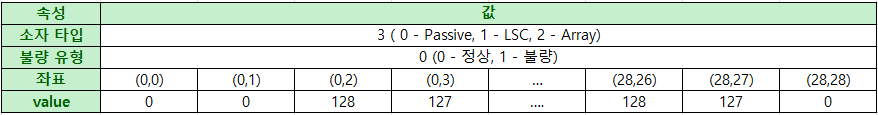 속성 값
소자 타입 3 ( 0 - Passive, 1 - LSC, 2 - Array)
불량 유형 0 (0 - 정상, 1 - 불량)
좌표 (0,0) (0,1) (0,2) (0,3) ... (28,26) (28,27) (28,28)
value 0 0 128 127 .... 128 127 0